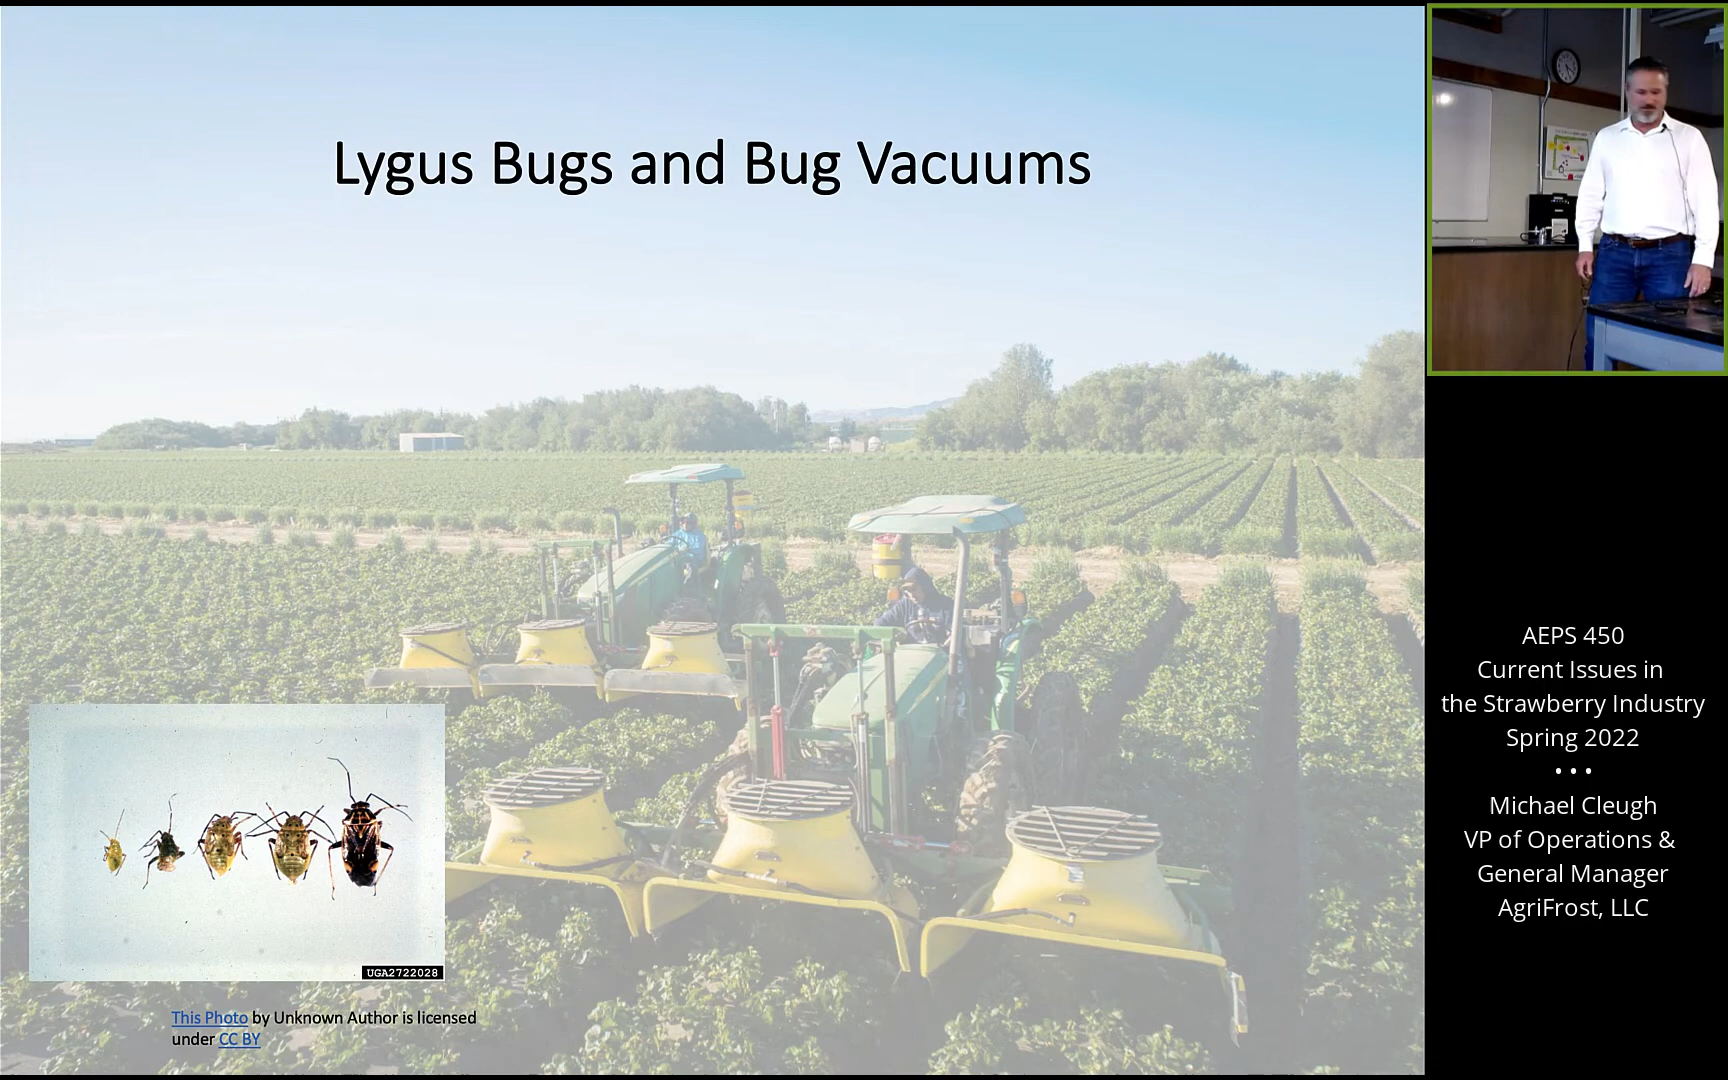 Lygus Bugs and Bug Vacuums
UGA2722028
This Photo by Unknown Author is licensed
under CC BY
AEPS 450
Current Issues in
the Strawberry Industry
Spring 2022
• • •
Michael Cleugh
VP of Operations &
General Manager
AgriFrost, LLC